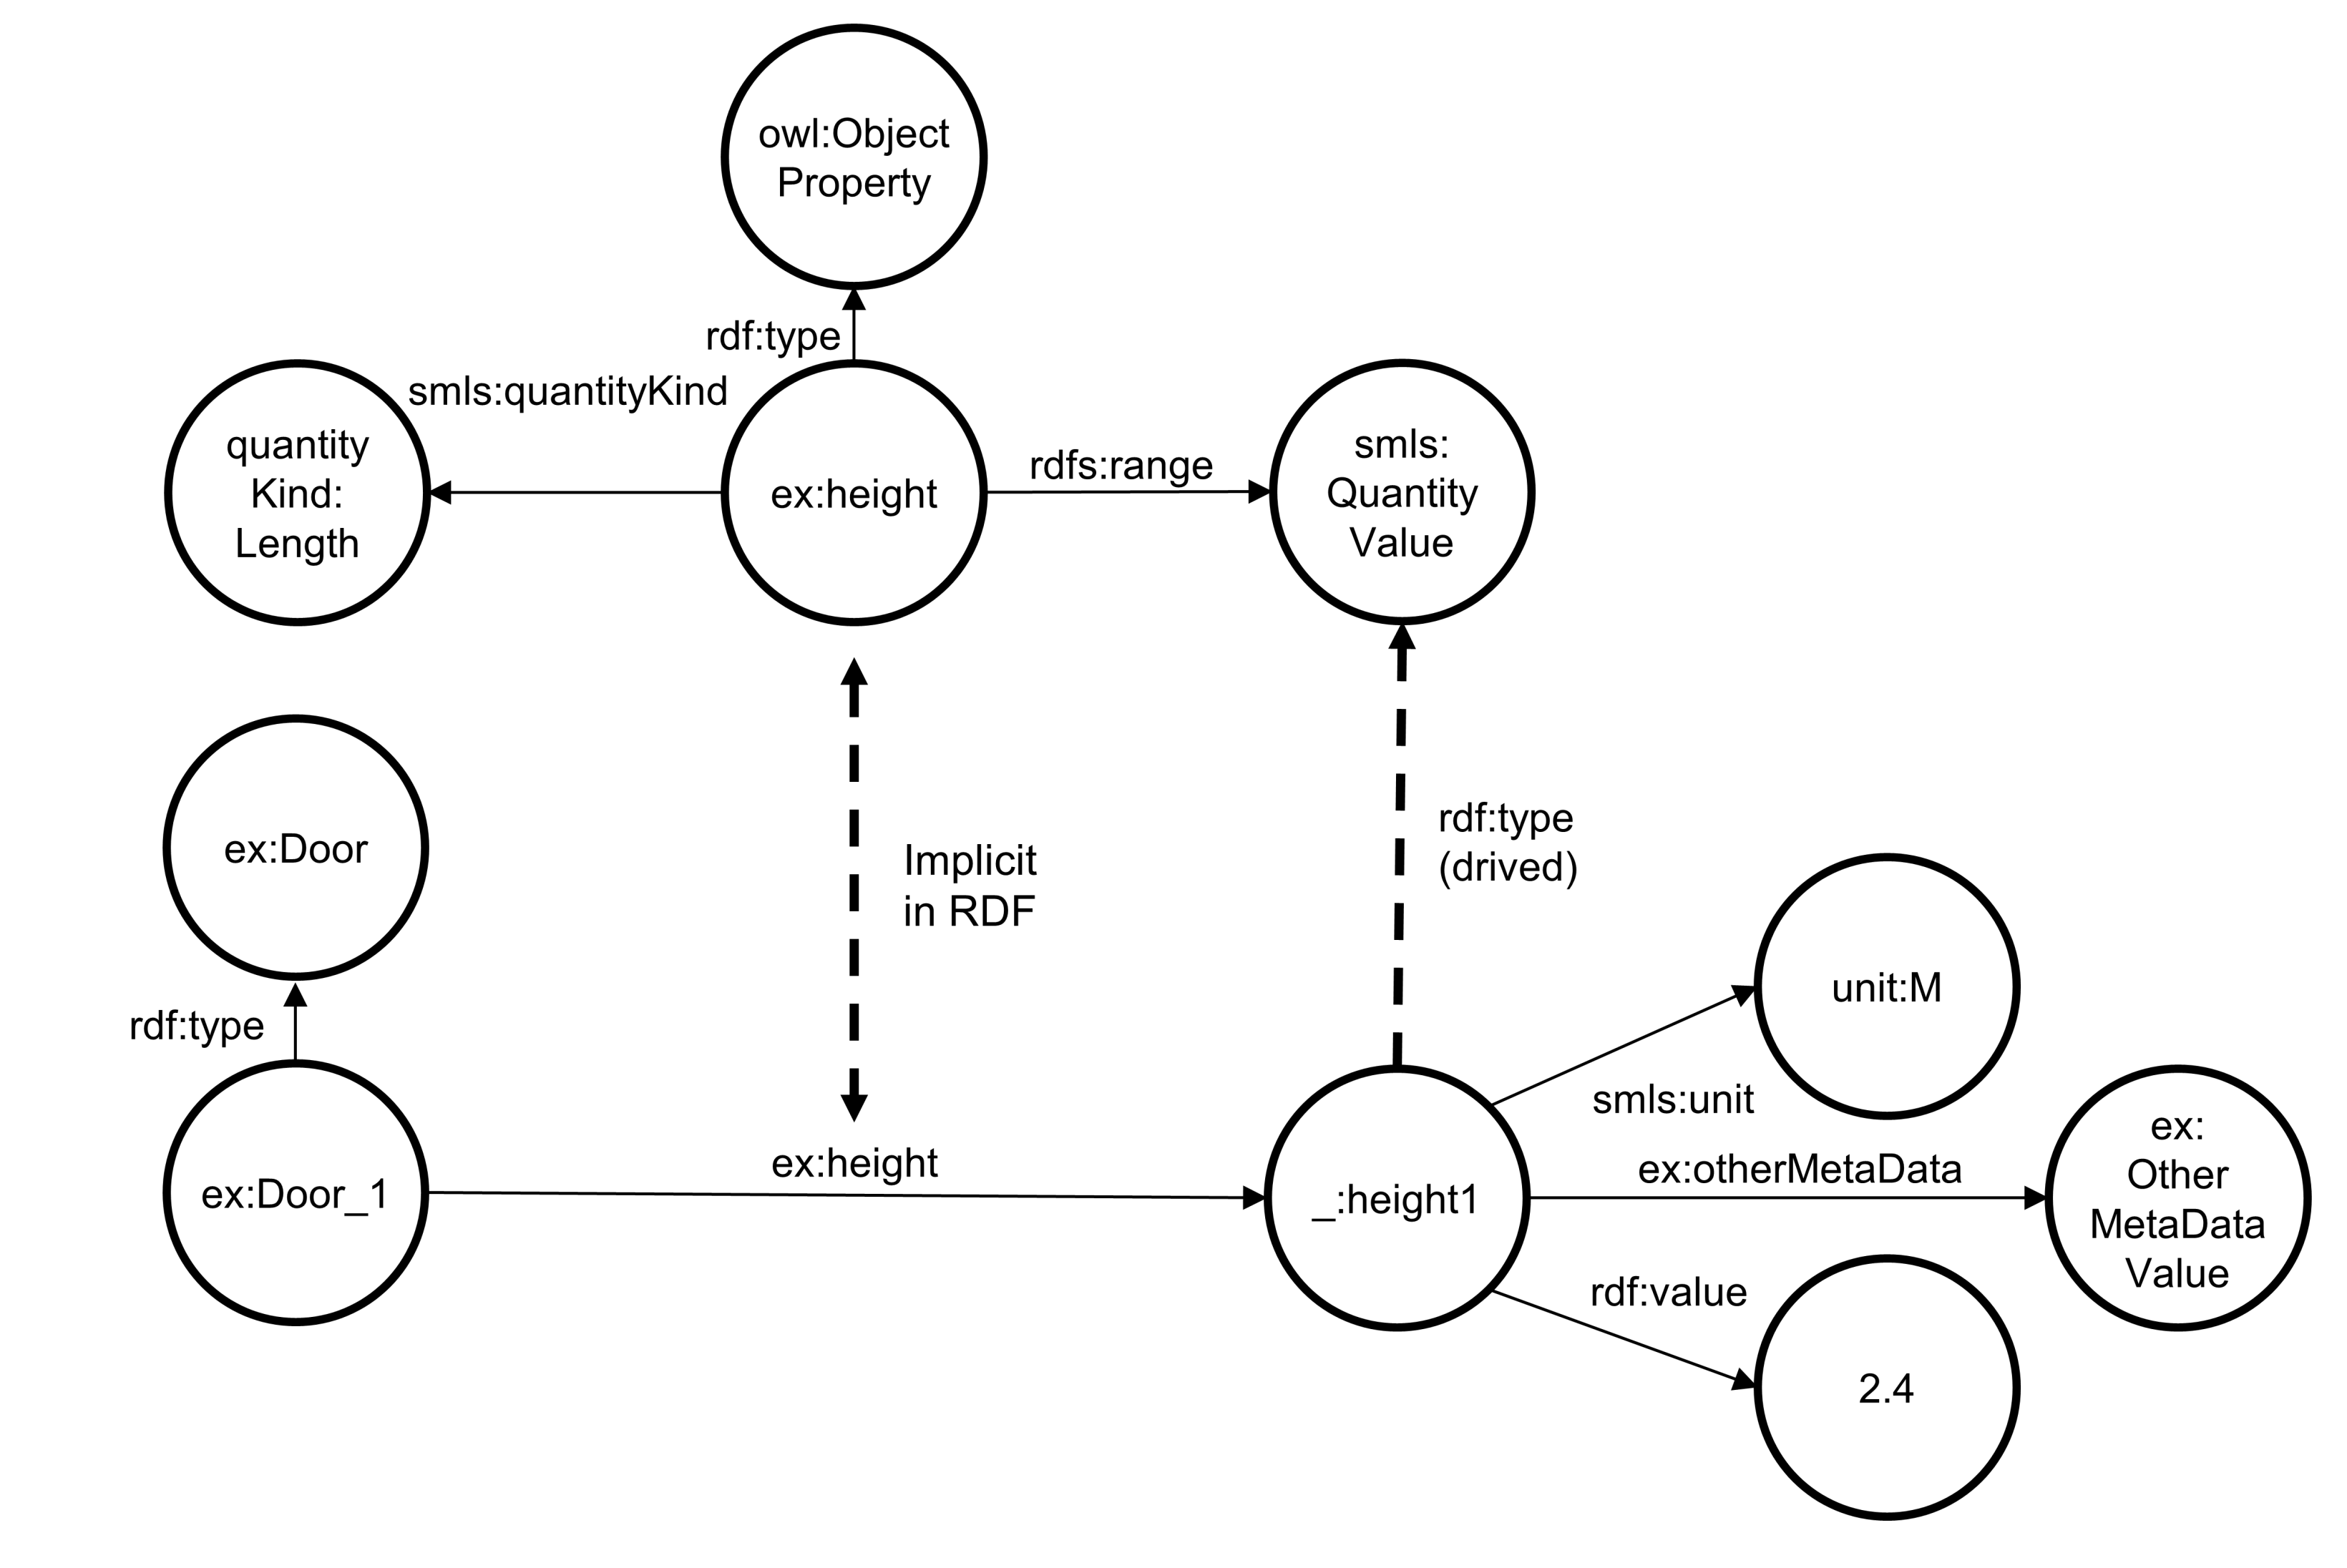 owl:Object
Property
rdf:type
smls:quantityKind
quantity
Kind:
Length
ex:height
rdfs:range
smls:
Quantity
Value
ex:Door
Implicit
in RDF
rdf:type
(drived)
rdf:type
unit:M
smls:unit
ex:Door_1
ex:height
_:height1
ex:otherMetaData
ex:
Other
MetaData
Value
rdf:value
2.4